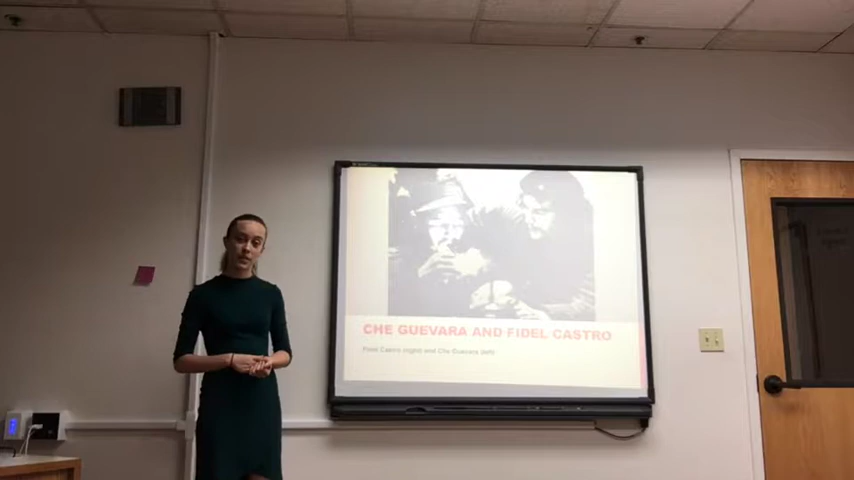 CHE GUEVARA AND FIDEL CASTRO
Fidel Castro (right) and Che Guevara (left)